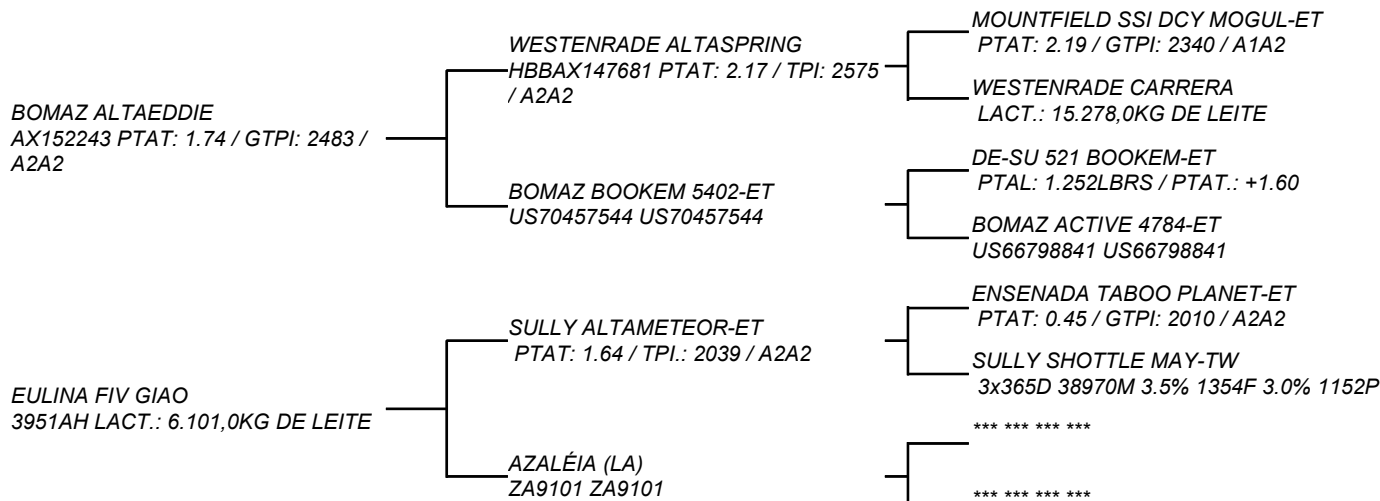 BOMAZ ALTAEDDIE
AX152243 PTAT: 1.74 / GTPI: 2483 /
A2A2
WESTENRADE ALTASPRING
HBBAX147681 PTAT: 2.17 / TPI: 2575
/ A2A2
MOUNTFIELD SSI DCY MOGUL-ET
PTAT: 2.19 / GTPI: 2340 / A1A2
WESTENRADE CARRERA
LACT.: 15.278,0KG DE LEITE
BOMAZ BOOKEM 5402-ET
US70457544 US70457544
DE-SU 521 BOOKEM-ET
PTAL: 1.252LBRS / PTAT.: +1.60
BOMAZ ACTIVE 4784-ET
US66798841 US66798841
EULINA FIV GIAO
3951AH LACT.: 6.101,0KG DE LEITE
SULLY ALTAMETEOR-ET
PTAT: 1.64 / TPI.: 2039 / A2A2
ENSENADA TABOO PLANET-ET
PTAT: 0.45 / GTPI: 2010 / A2A2
SULLY SHOTTLE MAY-TW
3x365D 38970M 3.5% 1354F 3.0% 1152P
AZALÉIA (LA)
ZA9101 ZA9101
*** *** *** ***
*** *** *** ***